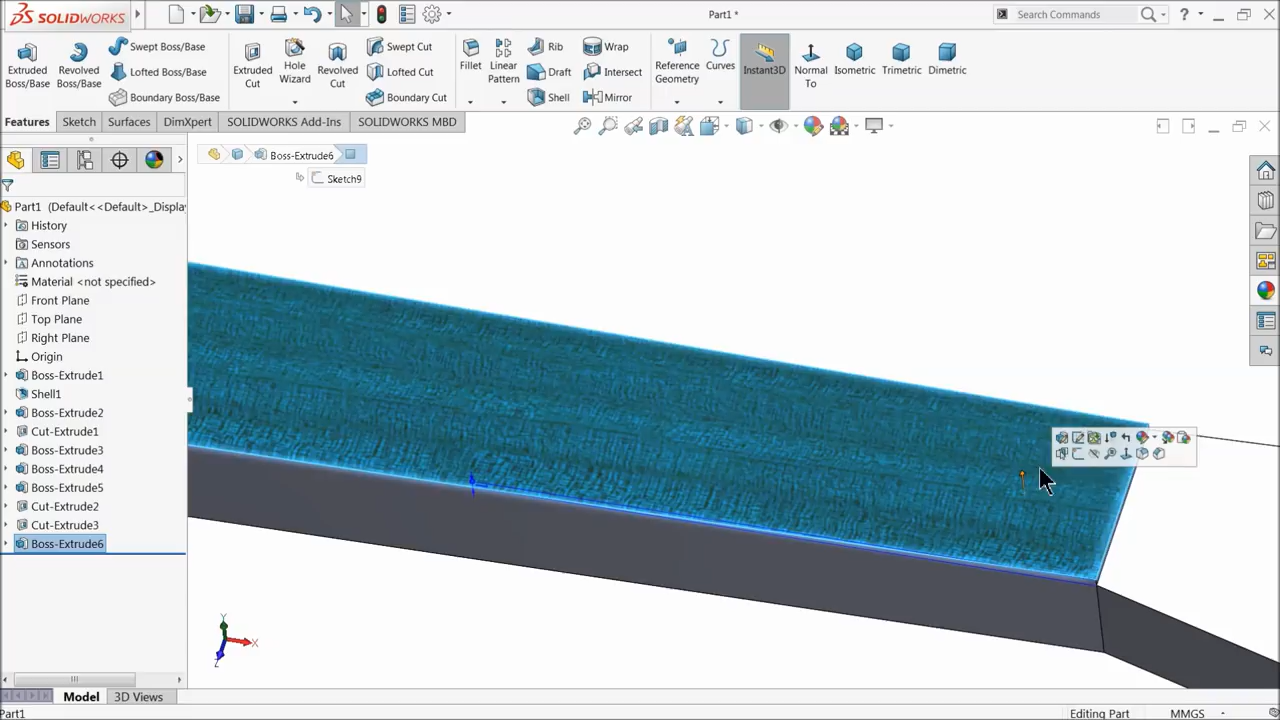 SOLIDWORKS
Part1 *
Search Commands
Extruded Boss/Base
Revolved Boss/Base
Swept Boss/Base
Lofted Boss/Base
Boundary Boss/Base
Extruded Cut
Hole Wizard
Revolved Cut
Swept Cut
Lofted Cut
Boundary Cut
Fillet
Linear Pattern
Rib
Draft
Shell
Wrap
Intersect
Mirror
Reference Geometry
Curves
Instant3D
Normal To
Isometric
Trimetric
Dimetric
Features
Sketch
Surfaces
DimXpert
SOLIDWORKS Add-Ins
SOLIDWORKS MBD
Boss-Extrude6
Sketch9
Part1 (Default<<Default>_Display
History
Sensors
Annotations
Material <not specified>
Front Plane
Top Plane
Right Plane
Origin
Boss-Extrude1
Shell1
Boss-Extrude2
Cut-Extrude1
Boss-Extrude3
Boss-Extrude4
Boss-Extrude5
Cut-Extrude2
Cut-Extrude3
Boss-Extrude6
Y
X
Z
Model
3D Views
Part1
Editing Part
MMGS